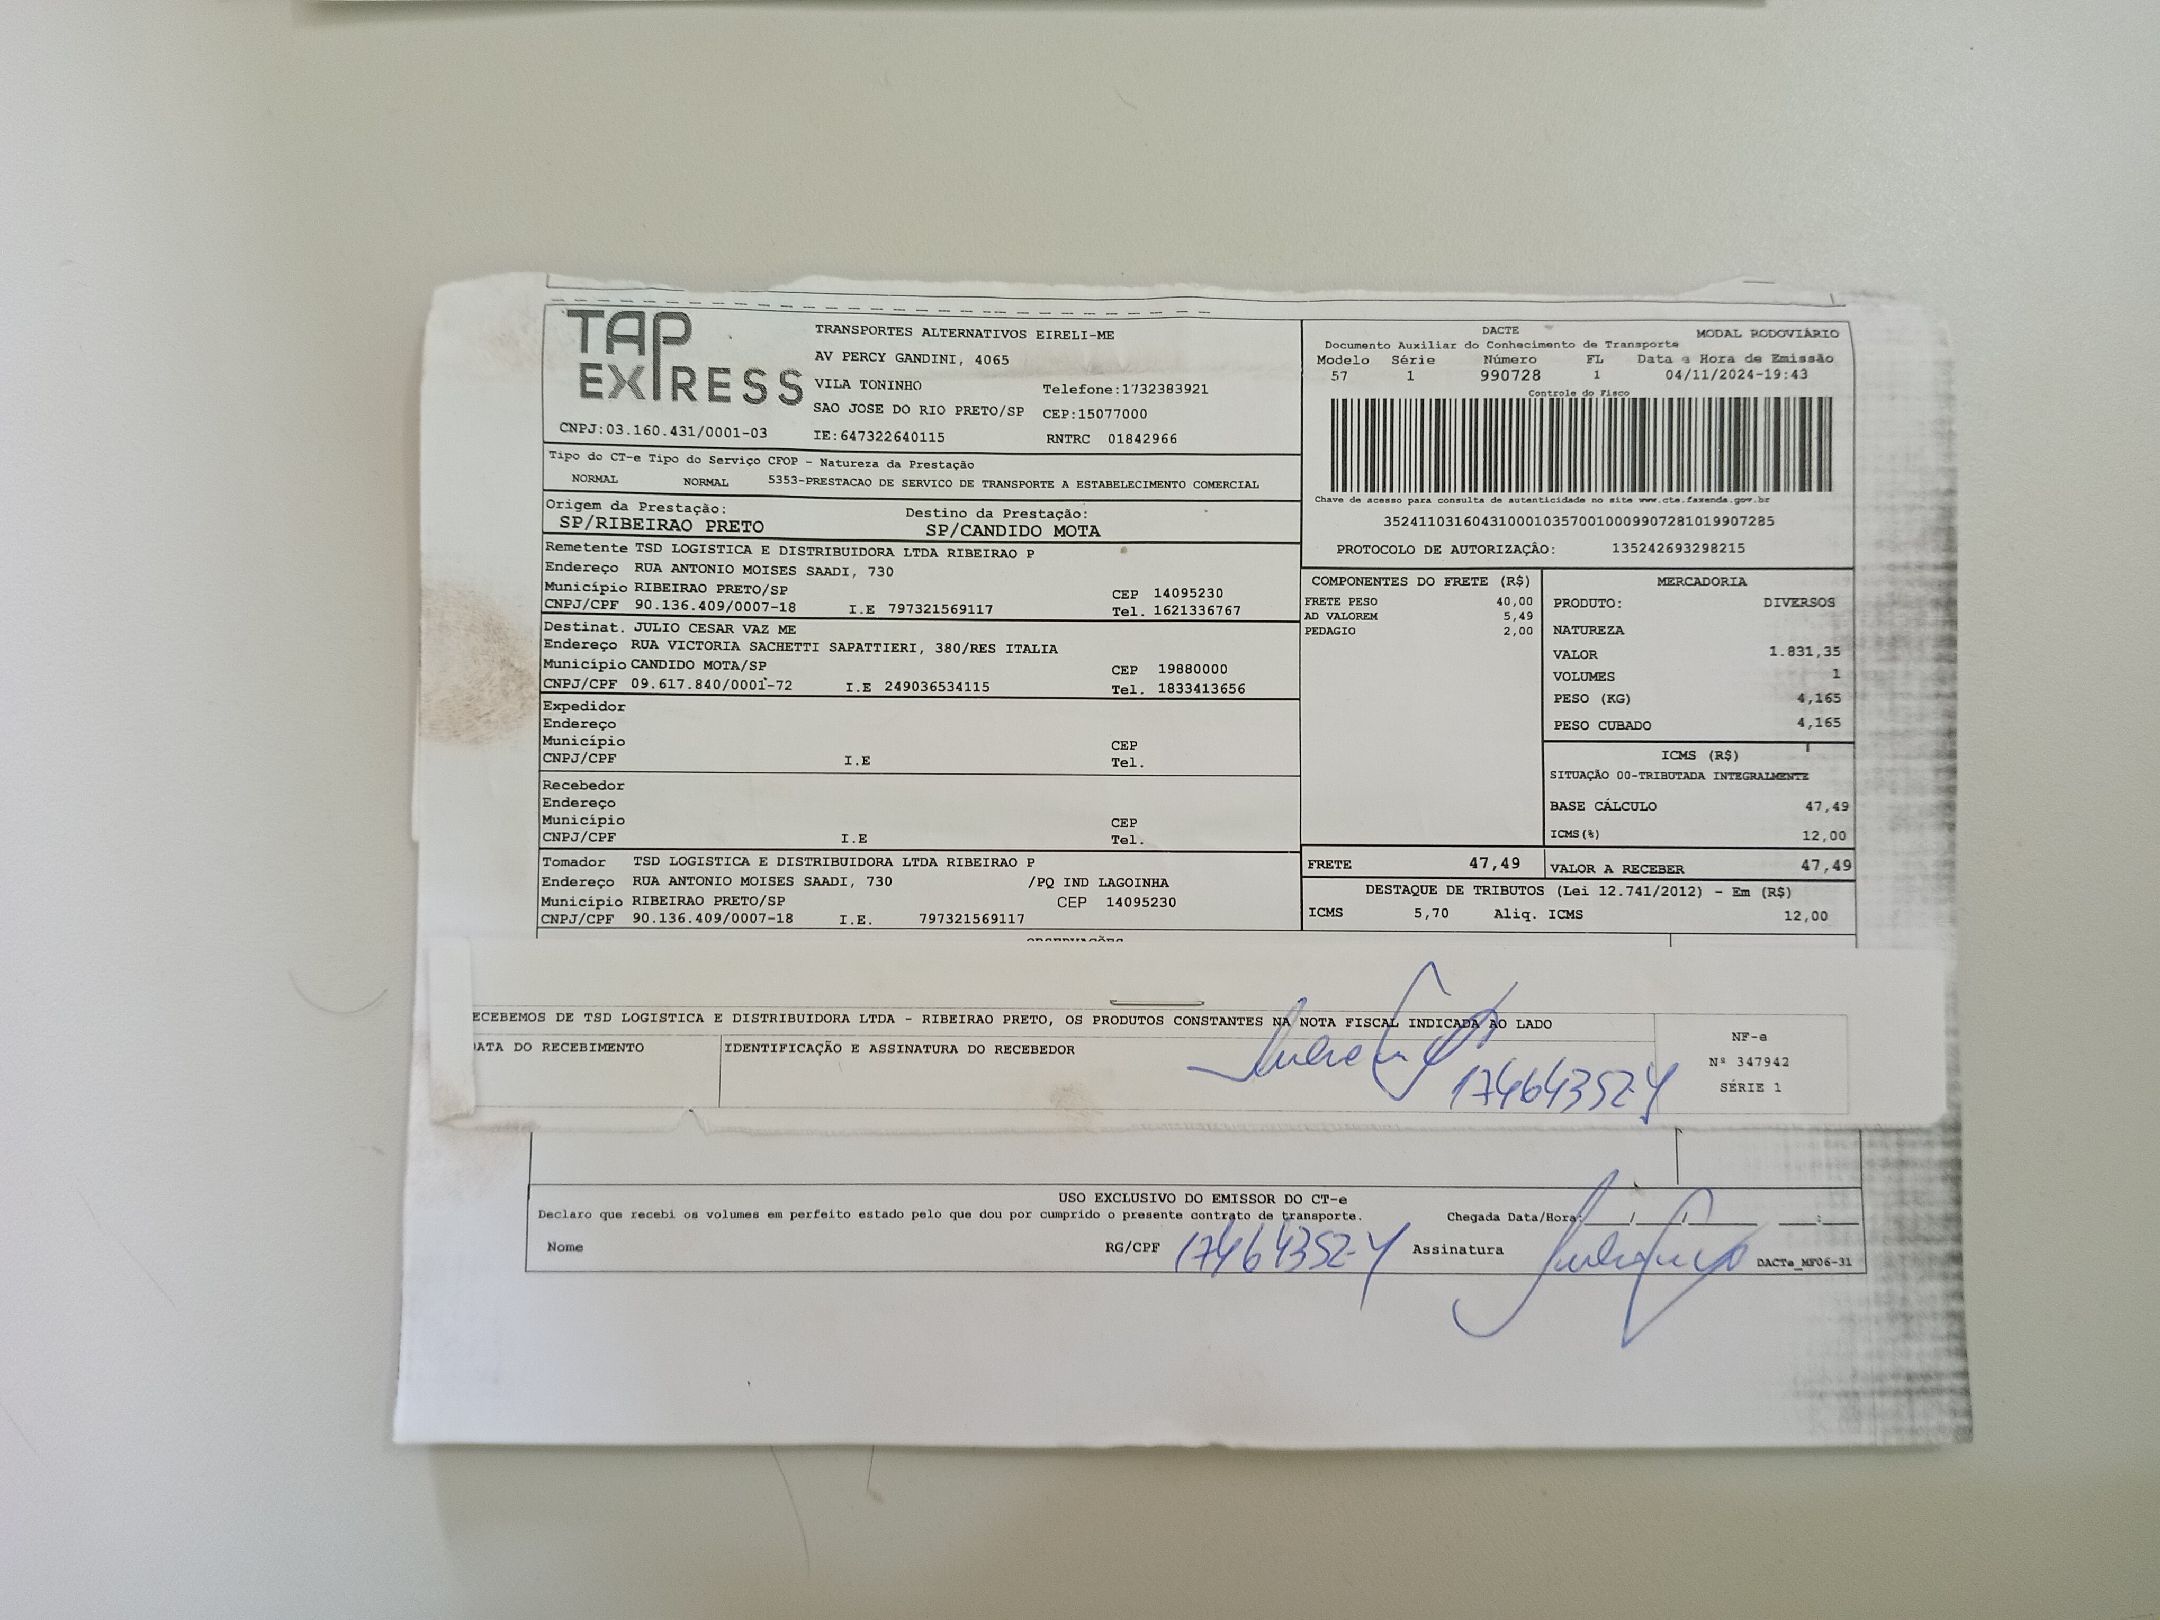 TAP EXPRESS
TRANSPORTES ALTERNATIVOS EIRELI-ME
AV PERCY GANDINI, 4065
VILA TONINHO Telefone:1732383921
SAO JOSE DO RIO PRETO/SP CEP:15077000
CNPJ:03.160.431/0001-03 IE:647322640115 RNTRC 01842966
DACTE MODAL RODOVIÁRIO
Documento Auxiliar do Conhecimento de Transporte
Modelo Série Número FL Data e Hora de Emissão
57 1 990728 1 04/11/2024-19:43
Controle do Fisco
Chave de acesso para consulta de autenticidade no site www.cte.fazenda.gov.br
35241103160431000103570010009907281019907285
PROTOCOLO DE AUTORIZAÇÂO: 135242693298215
Tipo do CT-e Tipo do Serviço CFOP - Natureza da Prestação
NORMAL NORMAL 5353-PRESTACAO DE SERVICO DE TRANSPORTE A ESTABELECIMENTO COMERCIAL
Origem da Prestação: Destino da Prestação:
SP/RIBEIRAO PRETO SP/CANDIDO MOTA
Remetente TSD LOGISTICA E DISTRIBUIDORA LTDA RIBEIRAO P
Endereço RUA ANTONIO MOISES SAADI, 730
Município RIBEIRAO PRETO/SP CEP 14095230
CNPJ/CPF 90.136.409/0007-18 I.E 797321569117 Tel. 1621336767
Destinat. JULIO CESAR VAZ ME
Endereço RUA VICTORIA SACHETTI SAPATTIERI, 380/RES ITALIA
Município CANDIDO MOTA/SP CEP 19880000
CNPJ/CPF 09.617.840/0001-72 I.E 249036534115 Tel. 1833413656
Expedidor
Endereço
Município CEP
CNPJ/CPF I.E Tel.
Recebedor
Endereço
Município CEP
CNPJ/CPF I.E Tel.
Tomador TSD LOGISTICA E DISTRIBUIDORA LTDA RIBEIRAO P
Endereço RUA ANTONIO MOISES SAADI, 730 /PQ IND LAGOINHA
Município RIBEIRAO PRETO/SP CEP 14095230
CNPJ/CPF 90.136.409/0007-18 I.E. 797321569117
COMPONENTES DO FRETE (R$)
FRETE PESO 40,00
AD VALOREM 5,49
PEDAGIO 2,00
MERCADORIA
PRODUTO: DIVERSOS
NATUREZA
VALOR 1.831,35
VOLUMES 1
PESO (KG) 4,165
PESO CUBADO 4,165
ICMS (R$)
SITUAÇÃO 00-TRIBUTADA INTEGRALMENTE
BASE CÁLCULO 47,49
ICMS(%) 12,00
FRETE 47,49 VALOR A RECEBER 47,49
DESTAQUE DE TRIBUTOS (Lei 12.741/2012) - Em (R$)
ICMS 5,70 Aliq. ICMS 12,00
ECEBEMOS DE TSD LOGISTICA E DISTRIBUIDORA LTDA - RIBEIRAO PRETO, OS PRODUTOS CONSTANTES NA NOTA FISCAL INDICADA AO LADO
ATA DO RECEBIMENTO IDENTIFICAÇÃO E ASSINATURA DO RECEBEDOR
17464352-4
NF-e
Nº 347942
SÉRIE 1
USO EXCLUSIVO DO EMISSOR DO CT-e
Declaro que recebi os volumes em perfeito estado pelo que dou por cumprido o presente contrato de transporte. Chegada Data/Hora:____/____/______ ____:____
Nome RG/CPF 17464352-4 Assinatura DACTe_MF06-31